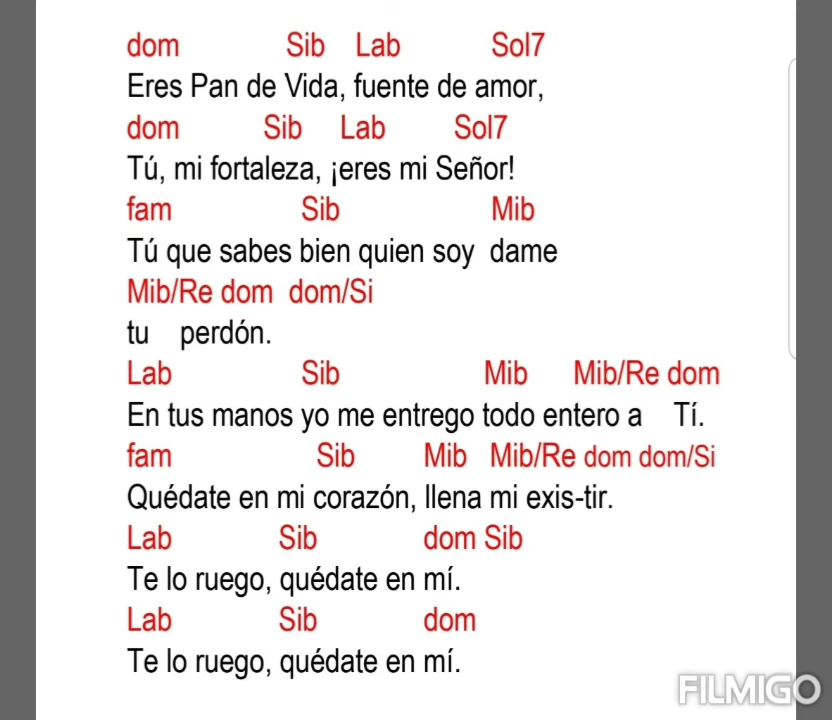 dom Sib Lab Sol7
Eres Pan de Vida, fuente de amor,
dom Sib Lab Sol7
Tú, mi fortaleza, ¡eres mi Señor!
fam Sib Mib
Tú que sabes bien quien soy dame
Mib/Re dom dom/Si
tu perdón.
Lab Sib Mib Mib/Re dom
En tus manos yo me entrego todo entero a Tí.
fam Sib Mib Mib/Re dom dom/Si
Quédate en mi corazón, llena mi exis-tir.
Lab Sib dom Sib
Te lo ruego, quédate en mí.
Lab Sib dom
Te lo ruego, quédate en mí.
FILMIGO